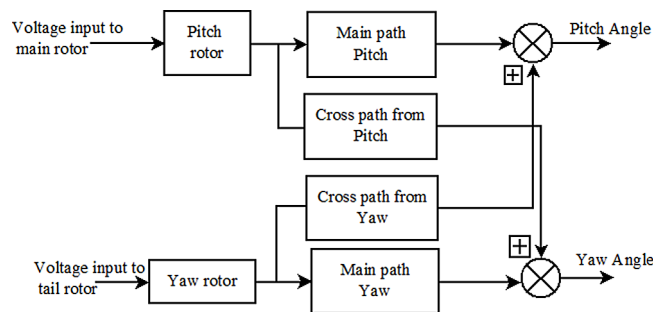 Voltage input to
main rotor
Pitch
rotor
Main path
Pitch
Pitch Angle
+
Cross path from
Pitch
Cross path from
Yaw
Voltage input to
tail rotor
Yaw rotor
Main path
Yaw
+
Yaw Angle